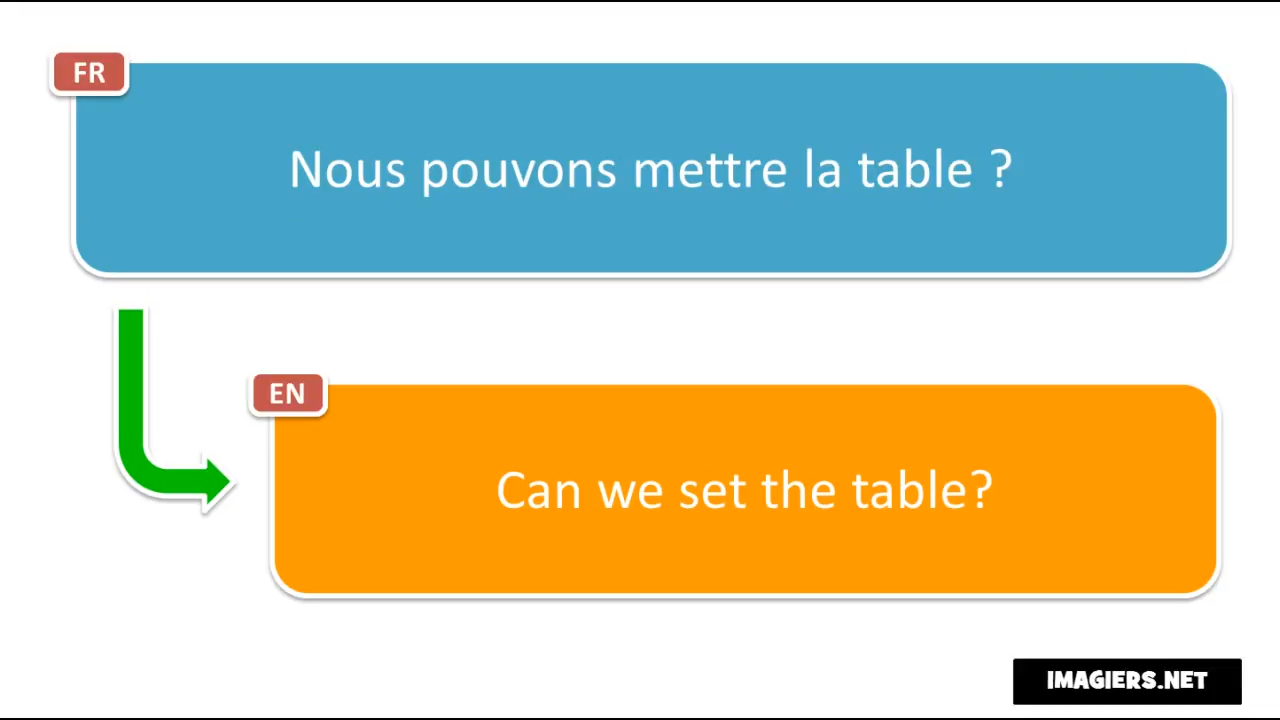 FR
Nous pouvons mettre la table ?
EN
Can we set the table?
IMAGIERS.NET